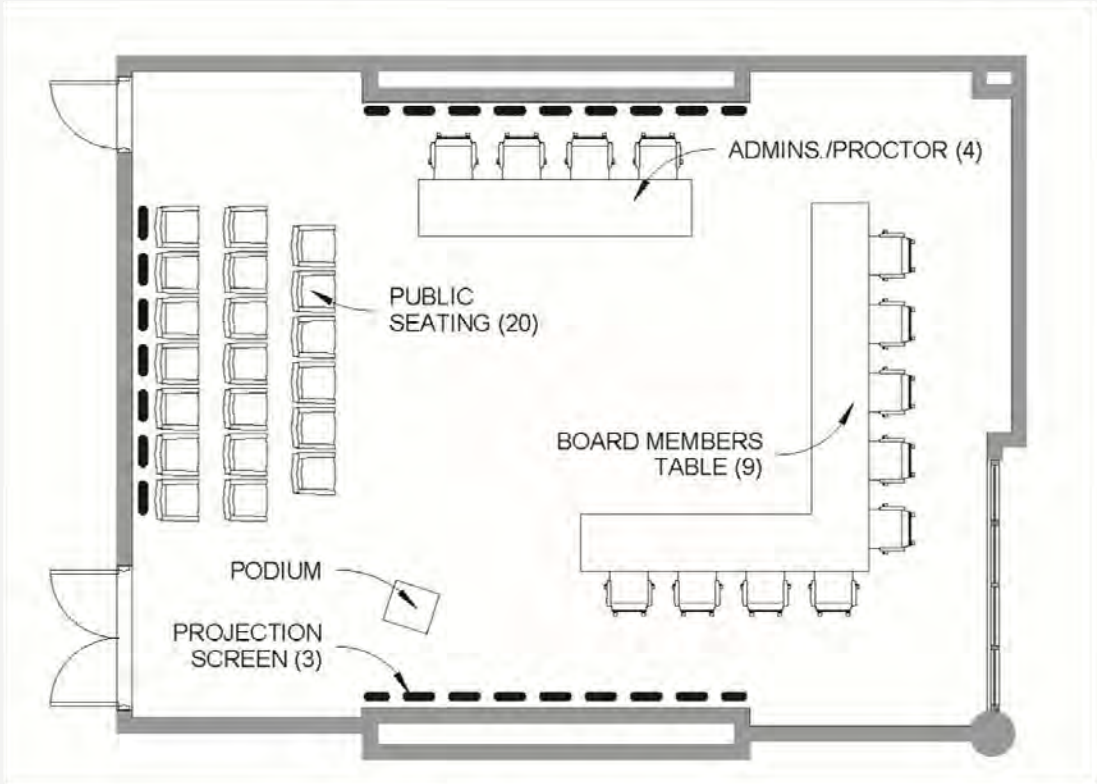 ADMINS./PROCTOR (4)
PUBLIC
SEATING (20)
BOARD MEMBERS
TABLE (9)
PODIUM
PROJECTION
SCREEN (3)